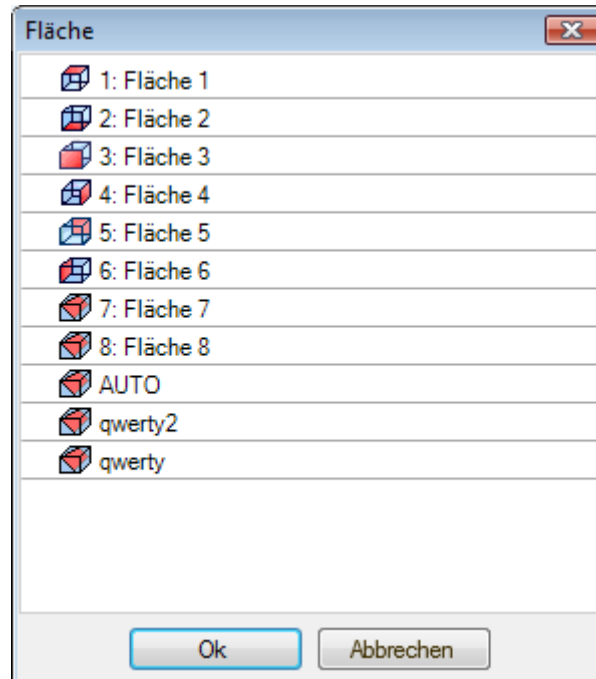 Fläche
1: Fläche 1
2: Fläche 2
3: Fläche 3
4: Fläche 4
5: Fläche 5
6: Fläche 6
7: Fläche 7
8: Fläche 8
AUTO
qwerty2
qwerty
Ok Abbrechen